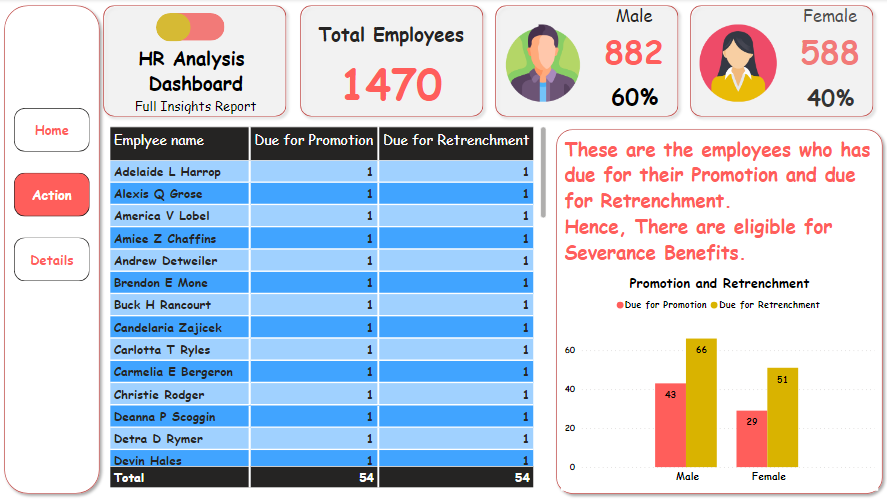 HR Analysis
Dashboard
Full Insights Report
Total Employees
1470
Male
882
60%
Female
588
40%
Home
Action
Details
Emplyee name Due for Promotion Due for Retrenchment
Adelaide L Harrop 1 1
Alexis Q Grose 1 1
America V Lobel 1 1
Amiee Z Chaffins 1 1
Andrew Detweiler 1 1
Brendon E Mone 1 1
Buck H Rancourt 1 1
Candelaria Zajicek 1 1
Carlotta T Ryles 1 1
Carmelia E Bergeron 1 1
Christie Rodger 1 1
Deanna P Scoggin 1 1
Detra D Rymer 1 1
Devin Hales 1 1
Total 54 54
These are the employees who has
due for their Promotion and due
for Retrenchment.
Hence, There are eligible for
Severance Benefits.
Promotion and Retrenchment
Due for Promotion Due for Retrenchment
60
40
20
0
43
66
29
51
Male
Female